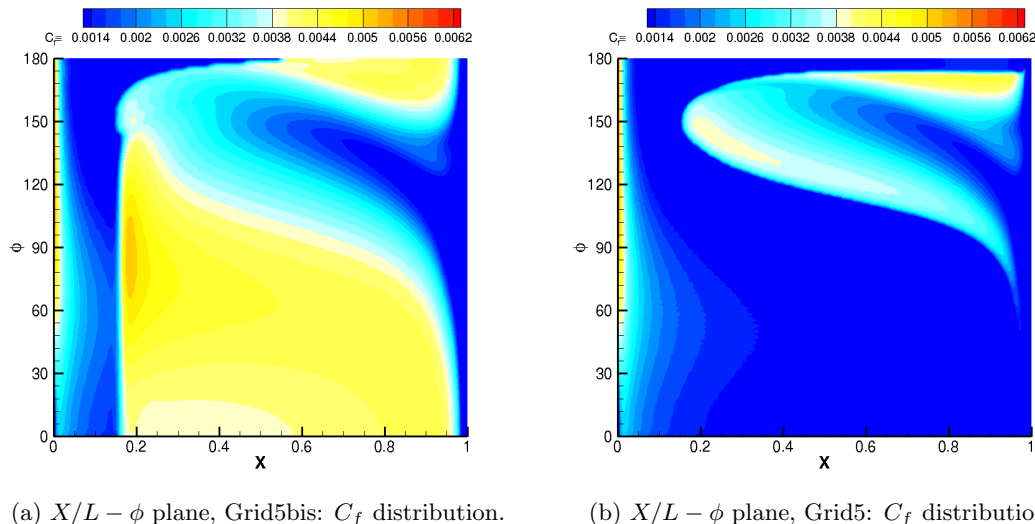 C_f= 0.0014 0.002 0.0026 0.0032 0.0038 0.0044 0.005 0.0056 0.0062
180
150
120
φ 90
60
30
0
0 0.2 0.4 0.6 0.8 1
X
(a) X/L − φ plane, Grid5bis: C_f distribution.
C_f= 0.0014 0.002 0.0026 0.0032 0.0038 0.0044 0.005 0.0056 0.0062
180
150
120
φ 90
60
30
0
0 0.2 0.4 0.6 0.8 1
X
(b) X/L − φ plane, Grid5: C_f distributio